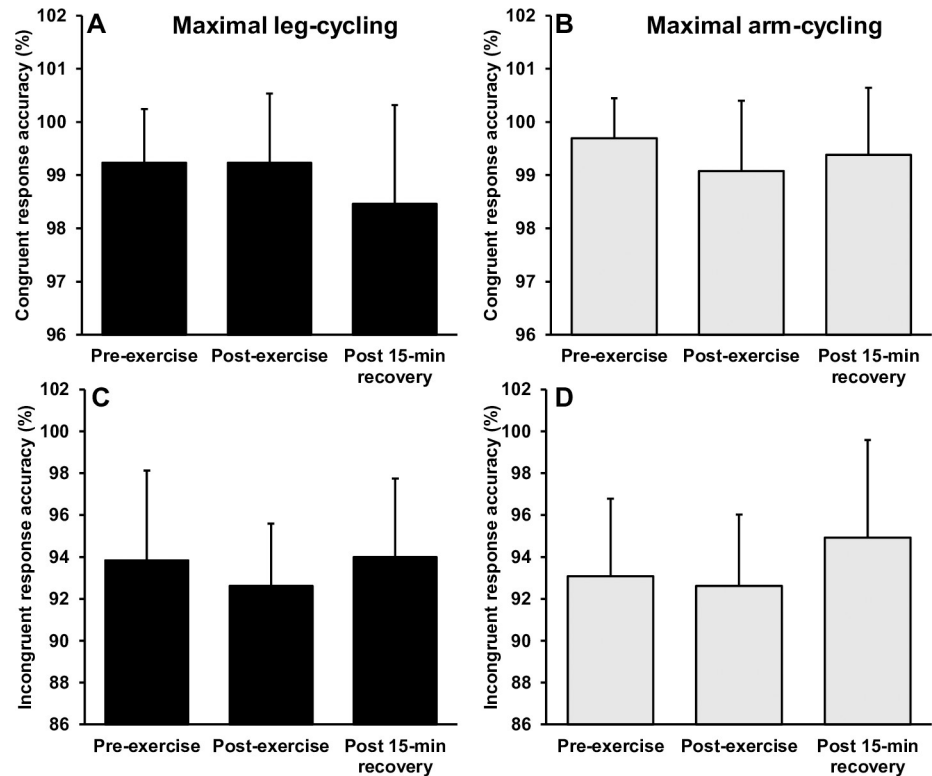 A Maximal leg-cycling
Congruent response accuracy (%)
102
101
100
99
98
97
96
Pre-exercise Post-exercise Post 15-min
recovery
B Maximal arm-cycling
Congruent response accuracy (%)
102
101
100
99
98
97
96
Pre-exercise Post-exercise Post 15-min
recovery
C
Incongruent response accuracy (%)
102
100
98
96
94
92
90
88
86
Pre-exercise Post-exercise Post 15-min
recovery
D
Incongruent response accuracy (%)
102
100
98
96
94
92
90
88
86
Pre-exercise Post-exercise Post 15-min
recovery